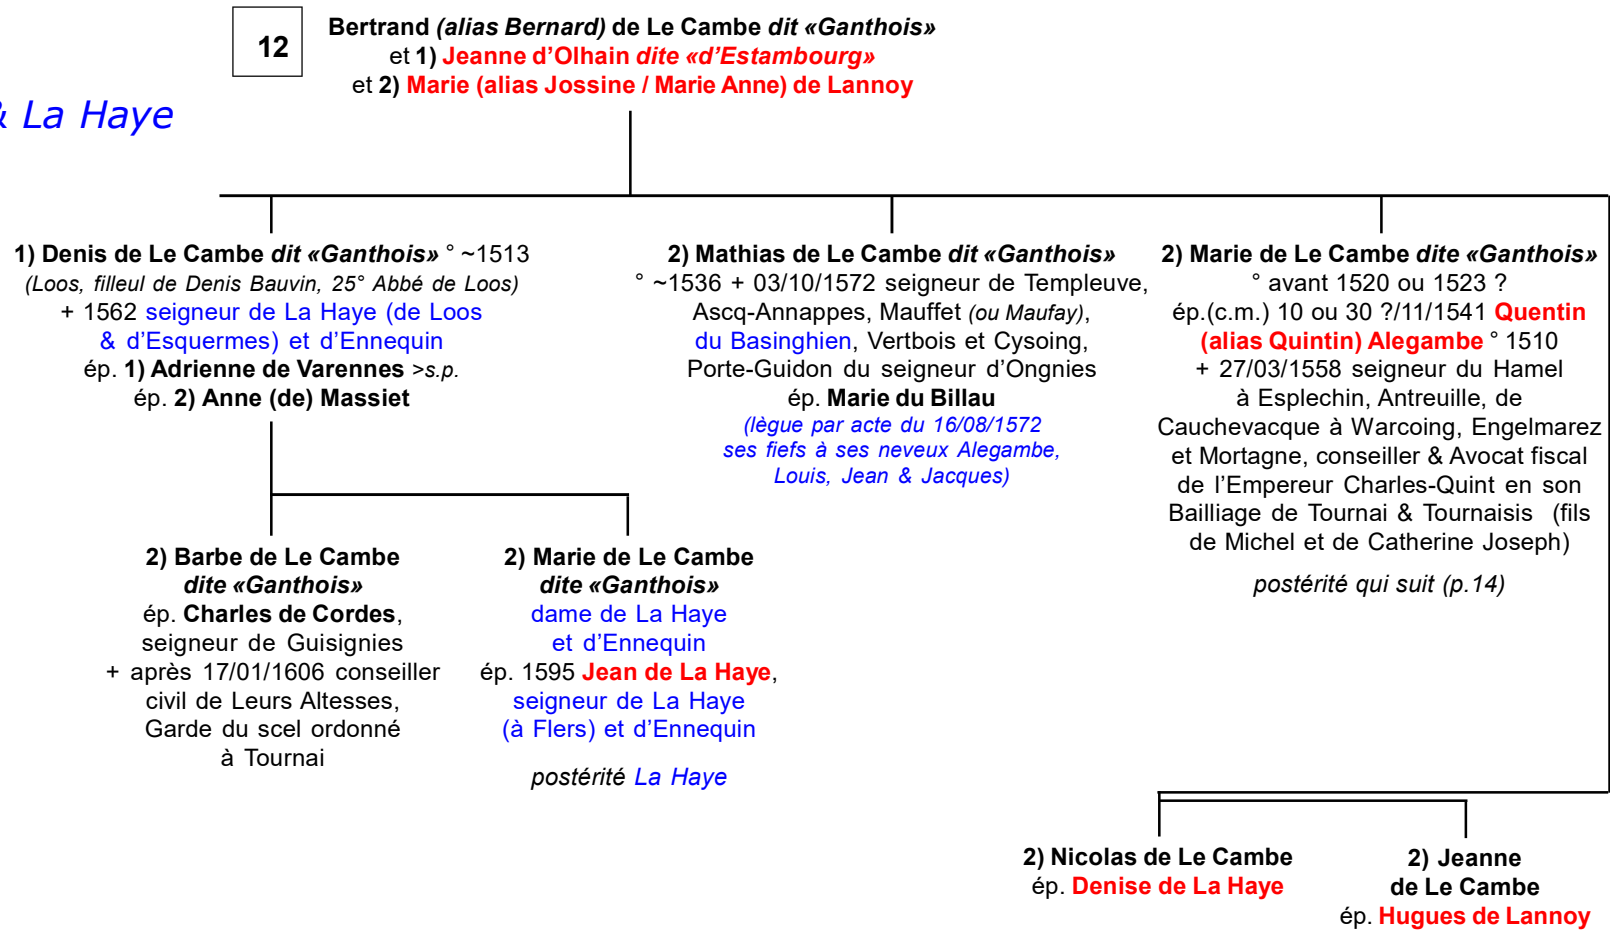 12
Bertrand (alias Bernard) de Le Cambe dit «Ganthois»
et 1) Jeanne d’Olhain dite «d’Estambourg»
et 2) Marie (alias Jossine / Marie Anne) de Lannoy
& La Haye
1) Denis de Le Cambe dit «Ganthois» ° ~1513
(Loos, filleul de Denis Bauvin, 25° Abbé de Loos)
+ 1562 seigneur de La Haye (de Loos
& d’Esquermes) et d’Ennequin
ép. 1) Adrienne de Varennes >s.p.
ép. 2) Anne (de) Massiet
2) Mathias de Le Cambe dit «Ganthois»
° ~1536 + 03/10/1572 seigneur de Templeuve,
Ascq-Annappes, Mauffet (ou Maufay),
du Basinghien, Vertbois et Cysoing,
Porte-Guidon du seigneur d’Ongnies
ép. Marie du Billau
(lègue par acte du 16/08/1572
ses fiefs à ses neveux Alegambe,
Louis, Jean & Jacques)
2) Marie de Le Cambe dite «Ganthois»
° avant 1520 ou 1523 ?
ép.(c.m.) 10 ou 30 ?/11/1541 Quentin
(alias Quintin) Alegambe ° 1510
+ 27/03/1558 seigneur du Hamel
à Esplechin, Antreuille, de
Cauchevacque à Warcoing, Engelmarez
et Mortagne, conseiller & Avocat fiscal
de l’Empereur Charles-Quint en son
Bailliage de Tournai & Tournaisis (fils
de Michel et de Catherine Joseph)
postérité qui suit (p.14)
2) Barbe de Le Cambe
dite «Ganthois»
ép. Charles de Cordes,
seigneur de Guisignies
+ après 17/01/1606 conseiller
civil de Leurs Altesses,
Garde du scel ordonné
à Tournai
2) Marie de Le Cambe
dite «Ganthois»
dame de La Haye
et d’Ennequin
ép. 1595 Jean de La Haye,
seigneur de La Haye
(à Flers) et d’Ennequin
postérité La Haye
2) Nicolas de Le Cambe
ép. Denise de La Haye
2) Jeanne
de Le Cambe
ép. Hugues de Lannoy